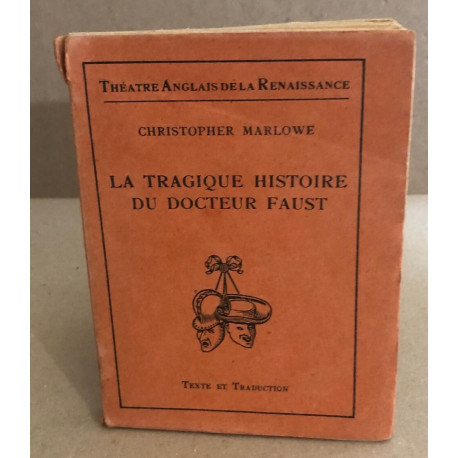 THÉATRE ANGLAIS DE LA RENAISSANCE
CHRISTOPHER MARLOWE
LA TRAGIQUE HISTOIRE
DU DOCTEUR FAUST
TEXTE ET TRADUCTION